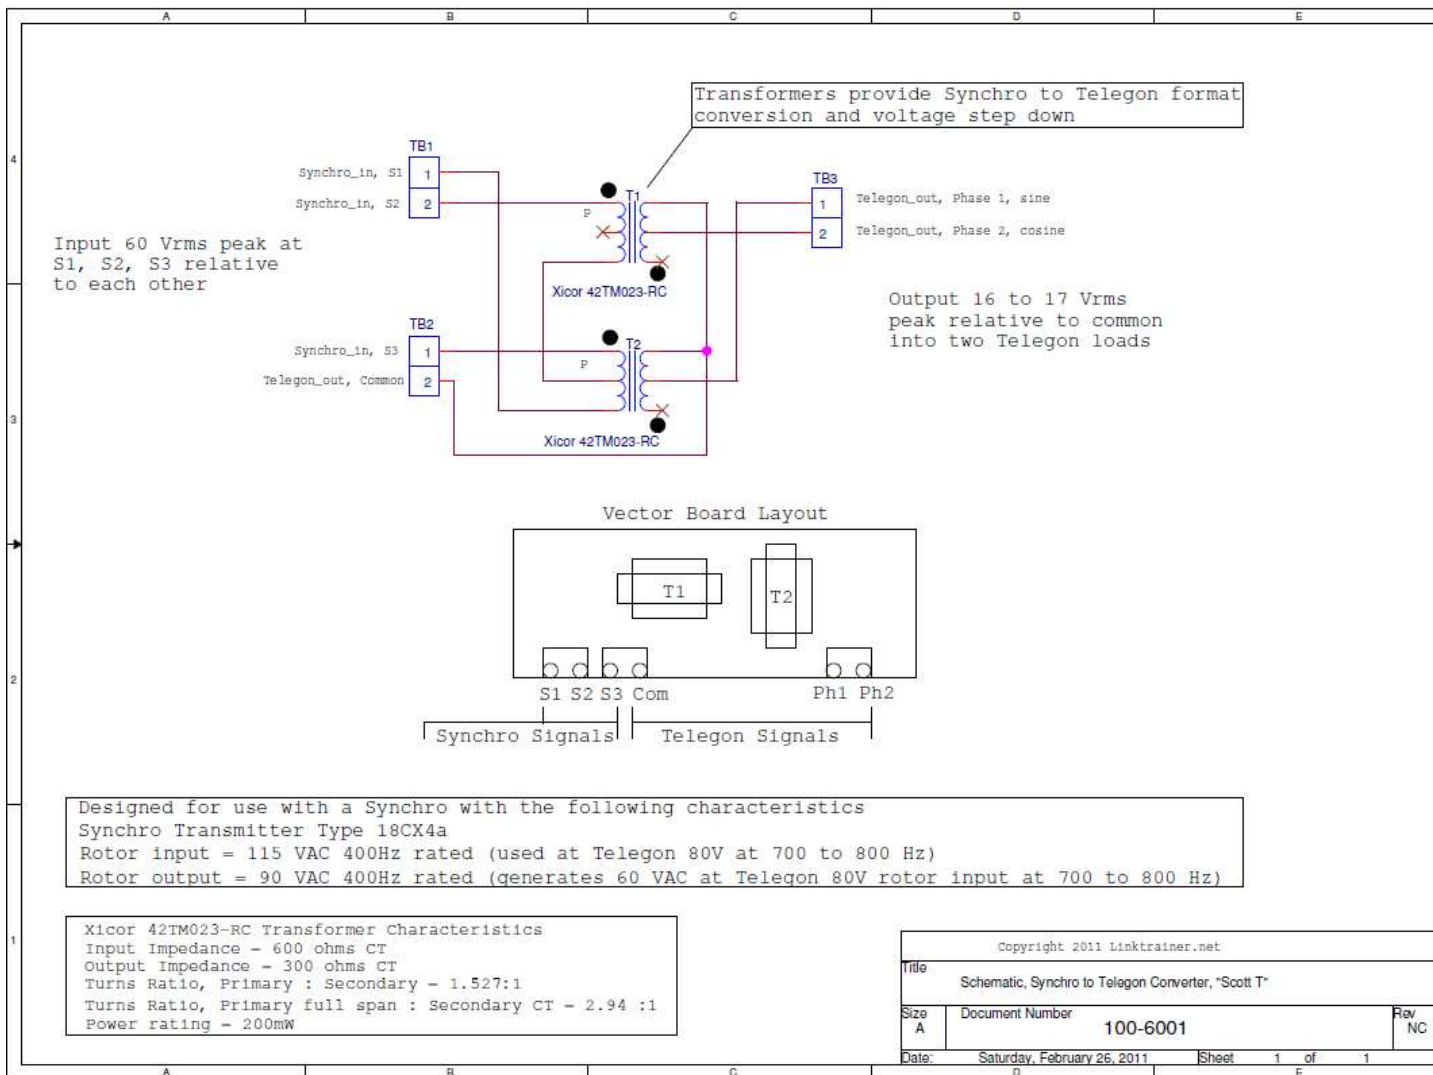 A B C D E
4
3
2
1
Transformers provide Synchro to Telegon format
conversion and voltage step down
TB1
Synchro_in, S1 1
Synchro_in, S2 2
T1
P
TB3
1 Telegon_out, Phase 1, sine
2 Telegon_out, Phase 2, cosine
Input 60 Vrms peak at
S1, S2, S3 relative
to each other
Xicor 42TM023-RC
Output 16 to 17 Vrms
peak relative to common
into two Telegon loads
TB2
Synchro_in, S3 1
Telegon_out, Common 2
T2
P
Xicor 42TM023-RC
Vector Board Layout
T1
T2
S1 S2 S3 Com Ph1 Ph2
Synchro Signals Telegon Signals
Designed for use with a Synchro with the following characteristics
Synchro Transmitter Type 18CX4a
Rotor input = 115 VAC 400Hz rated (used at Telegon 80V at 700 to 800 Hz)
Rotor output = 90 VAC 400Hz rated (generates 60 VAC at Telegon 80V rotor input at 700 to 800 Hz)
Xicor 42TM023-RC Transformer Characteristics
Input Impedance - 600 ohms CT
Output Impedance - 300 ohms CT
Turns Ratio, Primary : Secondary - 1.527:1
Turns Ratio, Primary full span : Secondary CT - 2.94 :1
Power rating - 200mW
Copyright 2011 Linktrainer.net
Title
Schematic, Synchro to Telegon Converter, "Scott T"
Size Document Number Rev
A 100-6001 NC
Date: Saturday, February 26, 2011 Sheet 1 of 1
A B C D E